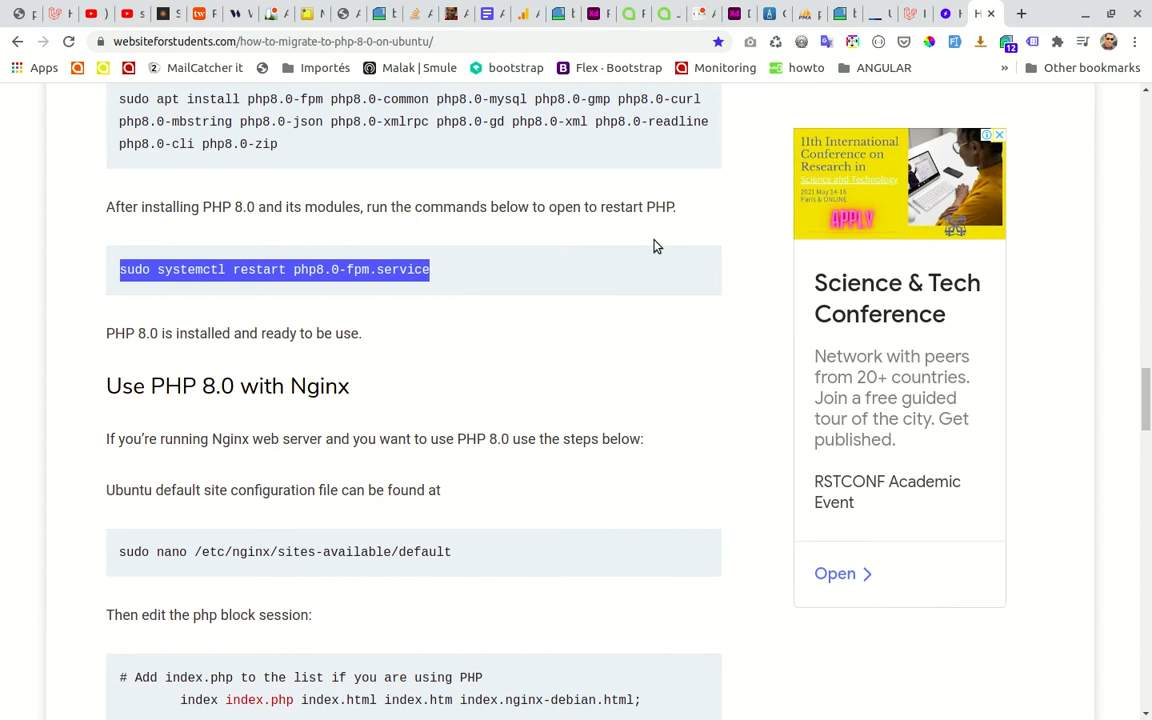 websiteforstudents.com/how-to-migrate-to-php-8-0-on-ubuntu/
12
Apps
MailCatcher it
Importés
Malak | Smule
bootstrap
Flex · Bootstrap
Monitoring
howto
ANGULAR
»
Other bookmarks
sudo apt install php8.0-fpm php8.0-common php8.0-mysql php8.0-gmp php8.0-curl
php8.0-mbstring php8.0-json php8.0-xmlrpc php8.0-gd php8.0-xml php8.0-readline
php8.0-cli php8.0-zip
After installing PHP 8.0 and its modules, run the commands below to open to restart PHP.
sudo systemctl restart php8.0-fpm.service
PHP 8.0 is installed and ready to be use.
Use PHP 8.0 with Nginx
If you’re running Nginx web server and you want to use PHP 8.0 use the steps below:
Ubuntu default site configuration file can be found at
sudo nano /etc/nginx/sites-available/default
Then edit the php block session:
# Add index.php to the list if you are using PHP
index index.php index.html index.htm index.nginx-debian.html;
11th International
Conference on
Research in
Science and Technology
2021 May 14-16
Paris & ONLINE
APPLY
Science & Tech
Conference
Network with peers
from 20+ countries.
Join a free guided
tour of the city. Get
published.
RSTCONF Academic
Event
Open